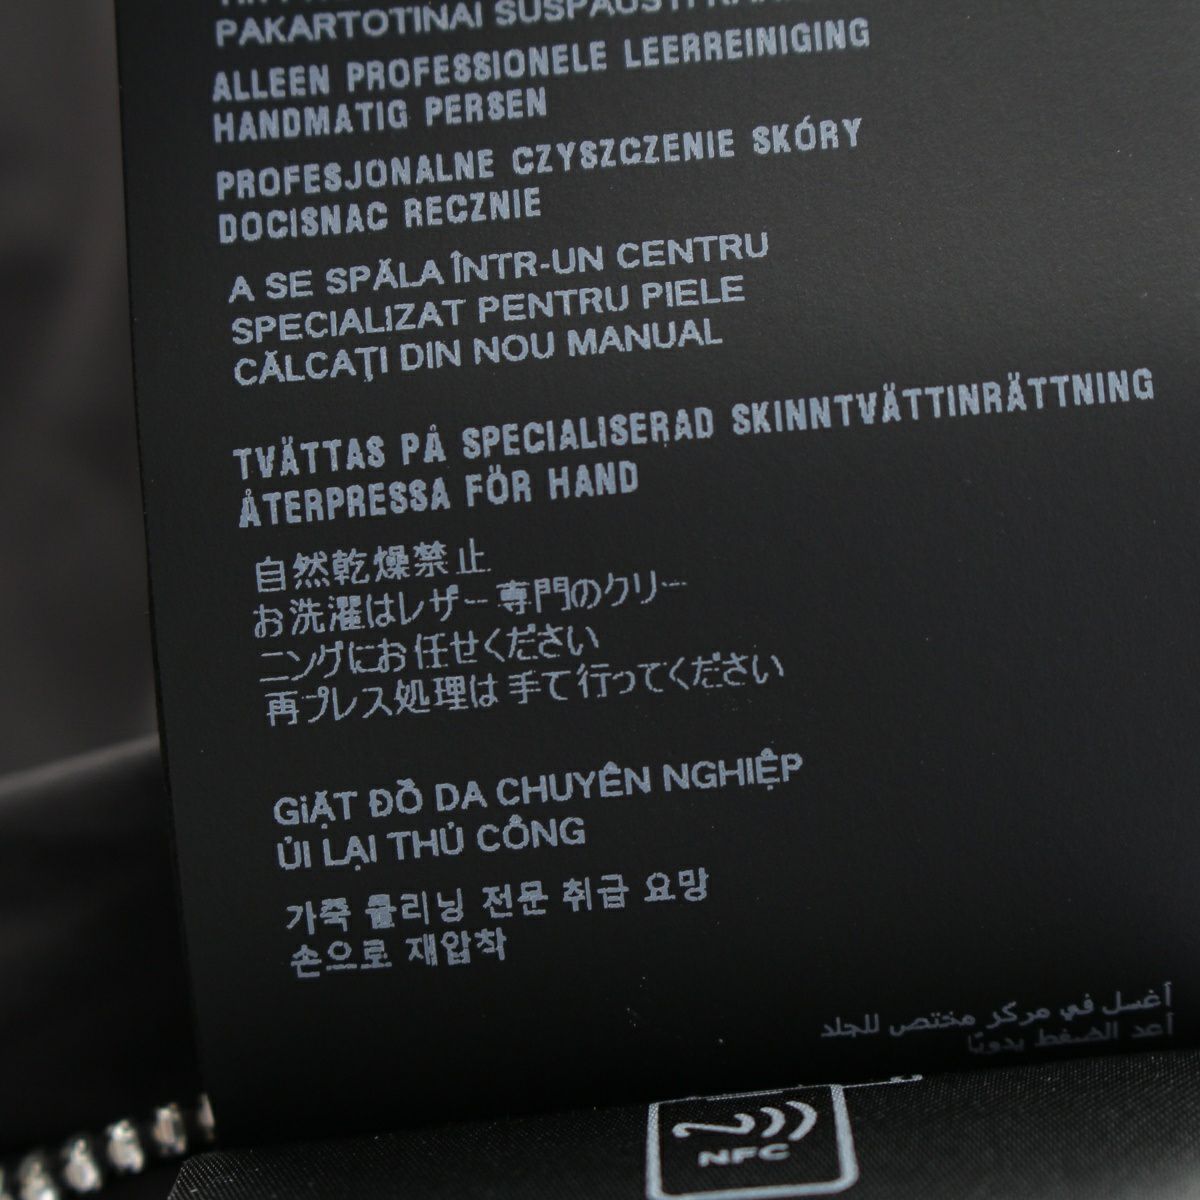 PAKARTOTINAI SUSPAUSTI
ALLEEN PROFESSIONELE LEERREINIGING
HANDMATIG PERSEN
PROFESJONALNE CZYSZCZENIE SKÓRY
DOCISNAC RECZNIE
A SE SPĂLA ÎNTR-UN CENTRU
SPECIALIZAT PENTRU PIELE
CĂLCAŢI DIN NOU MANUAL
TVÄTTAS PÅ SPECIALISERAD SKINNTVÄTTINRÄTTNING
ÅTERPRESSA FÖR HAND
自然乾燥禁止
お洗濯はレザー専門のクリー
ニングにお任せください
再プレス処理は手で行ってください
GIẶT ĐỒ DA CHUYÊN NGHIỆP
ỦI LẠI THỦ CÔNG
가죽 클리닝 전문 취급 요망
손으로 재압착
أغسل في مركز مختص للجلد
أعد الضغط يدويًا
NFC